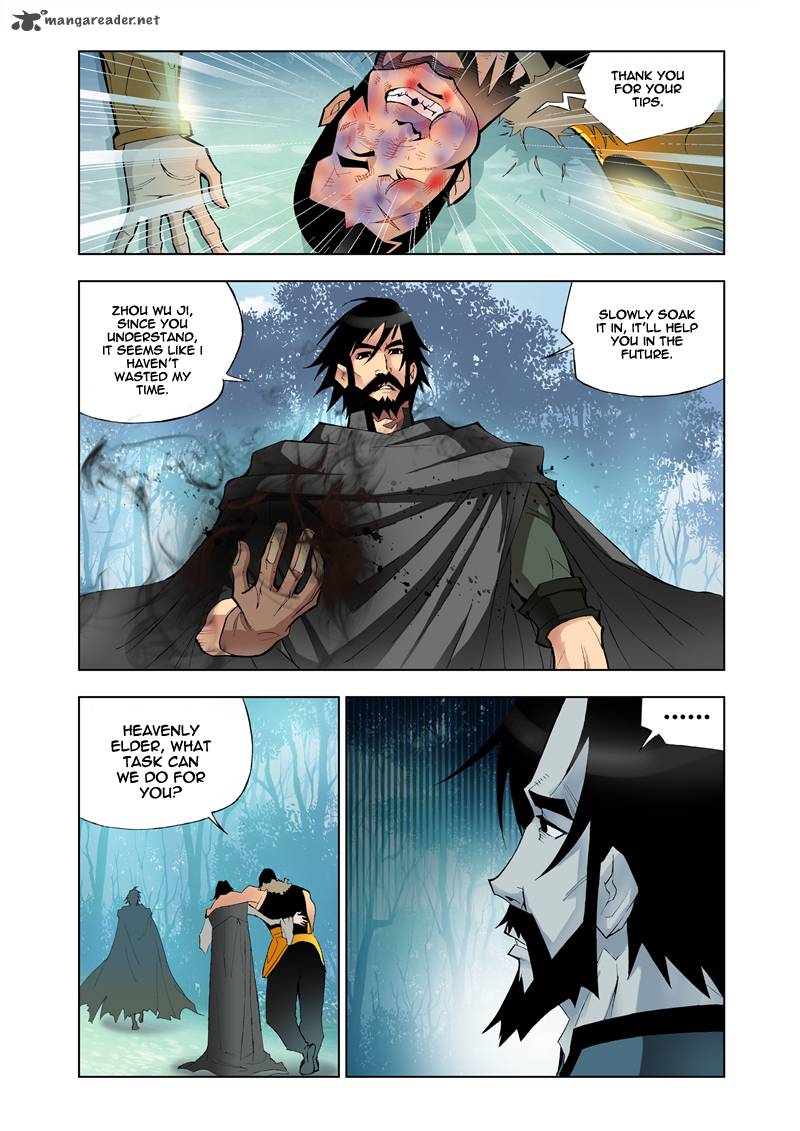 mangareader.net
THANK YOU
FOR YOUR
TIPS.
ZHOU WU JI,
SINCE YOU
UNDERSTAND,
IT SEEMS LIKE I
HAVEN'T
WASTED MY
TIME.
SLOWLY SOAK
IT IN, IT'LL HELP
YOU IN THE
FUTURE.
HEAVENLY
ELDER, WHAT
TASK CAN
WE DO FOR
YOU?
......